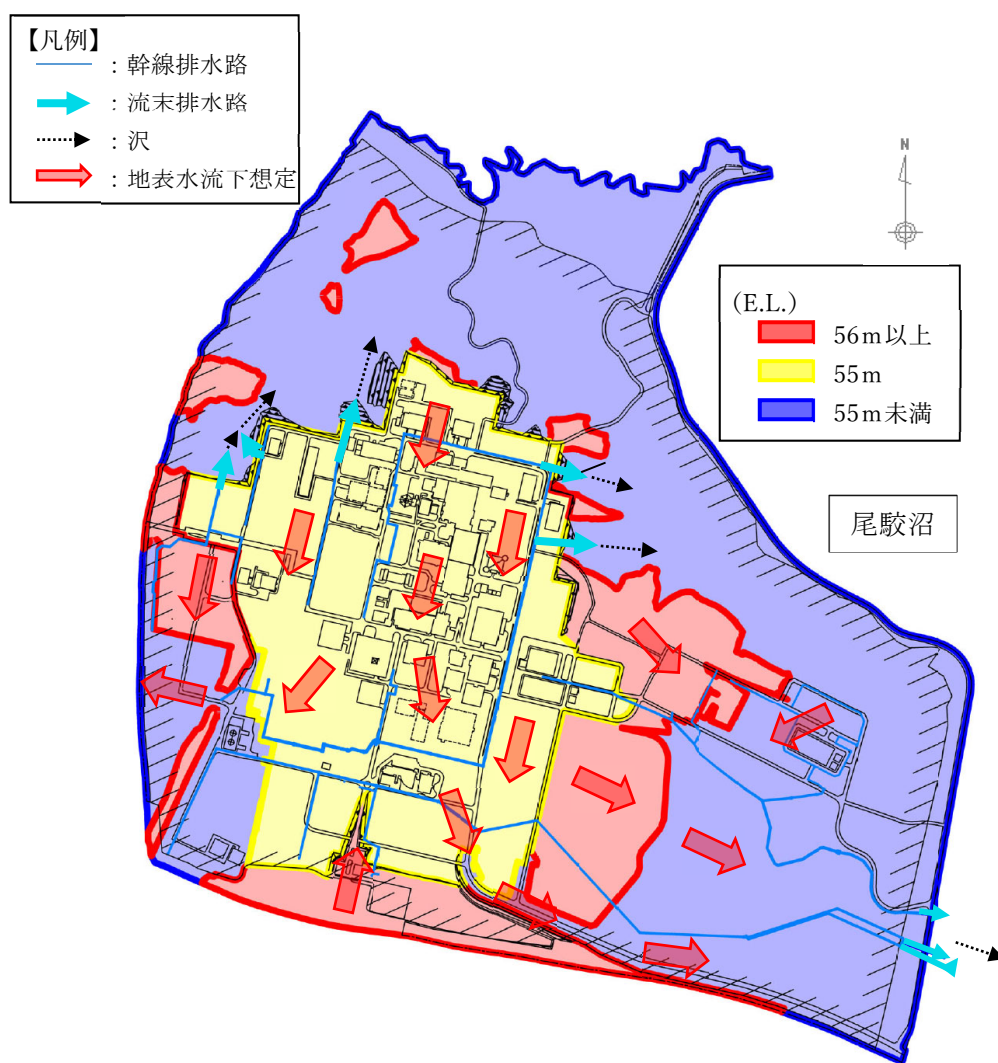 【凡例】
：幹線排水路
：流末排水路
：沢
：地表水流下想定
N
(E.L.)
56m以上
55m
55m未満
尾駮沼